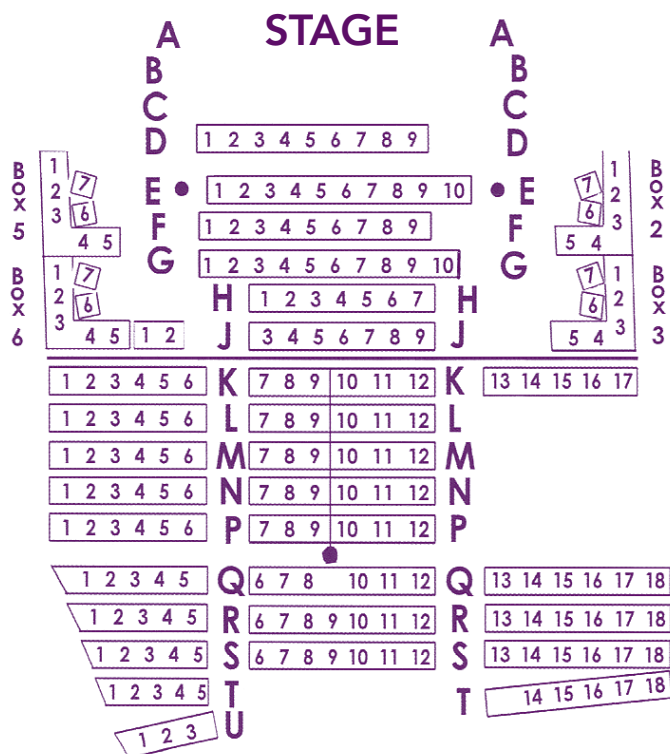 STAGE
A A
B B
C C
D 1 2 3 4 5 6 7 8 9 D
BOX 5 1 2 3 4 5 6 7
BOX 2 1 2 3 4 5 6 7
E 1 2 3 4 5 6 7 8 9 10 E
F 1 2 3 4 5 6 7 8 9 F
G 1 2 3 4 5 6 7 8 9 10 G
BOX 6 1 2 3 4 5 6 7
BOX 3 1 2 3 4 5 6 7
H 1 2 3 4 5 6 7 H
1 2 J 3 4 5 6 7 8 9 J
1 2 3 4 5 6 K 7 8 9 10 11 12 K 13 14 15 16 17
1 2 3 4 5 6 L 7 8 9 10 11 12 L
1 2 3 4 5 6 M 7 8 9 10 11 12 M
1 2 3 4 5 6 N 7 8 9 10 11 12 N
1 2 3 4 5 6 P 7 8 9 10 11 12 P
1 2 3 4 5 Q 6 7 8 10 11 12 Q 13 14 15 16 17 18
1 2 3 4 5 R 6 7 8 9 10 11 12 R 13 14 15 16 17 18
1 2 3 4 5 S 6 7 8 9 10 11 12 S 13 14 15 16 17 18
1 2 3 4 5 T T 14 15 16 17 18
1 2 3 U